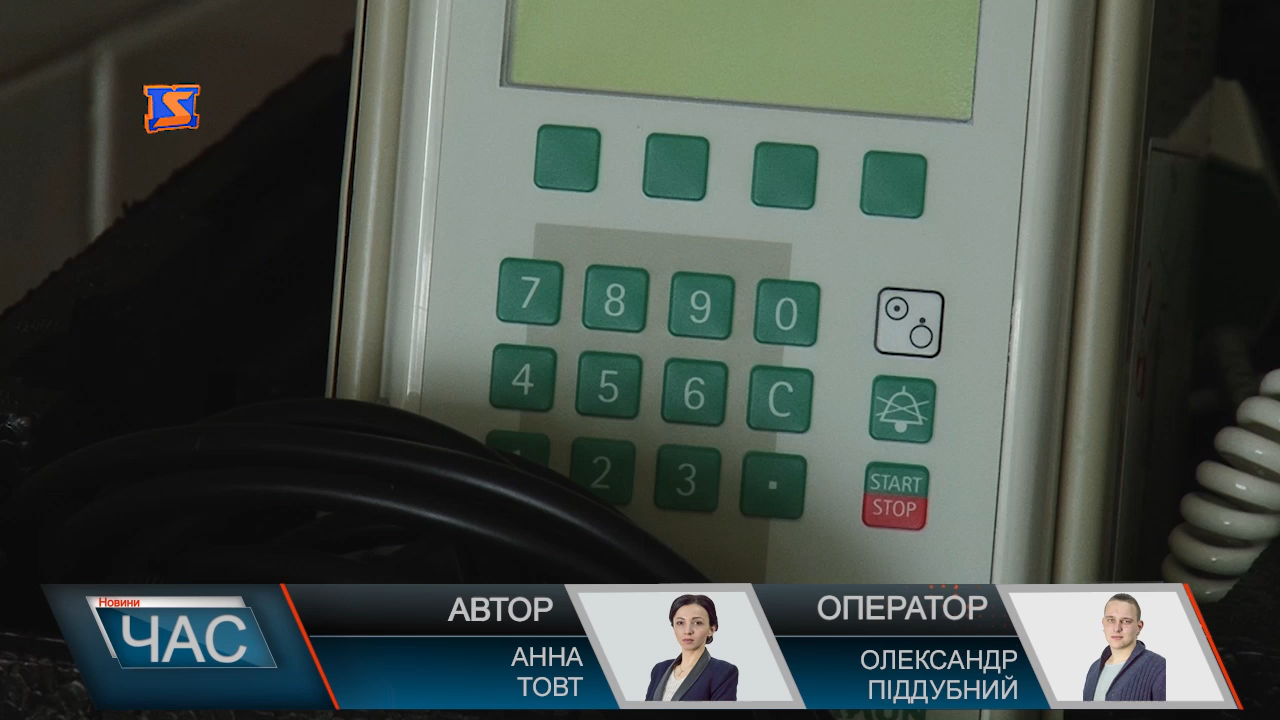 S
7 8 9 0
4 5 6 C
1 2 3 .
START
STOP
Новини
ЧАС
АВТОР
АННА
ТОВТ
ОПЕРАТОР
ОЛЕКСАНДР
ПІДДУБНИЙ